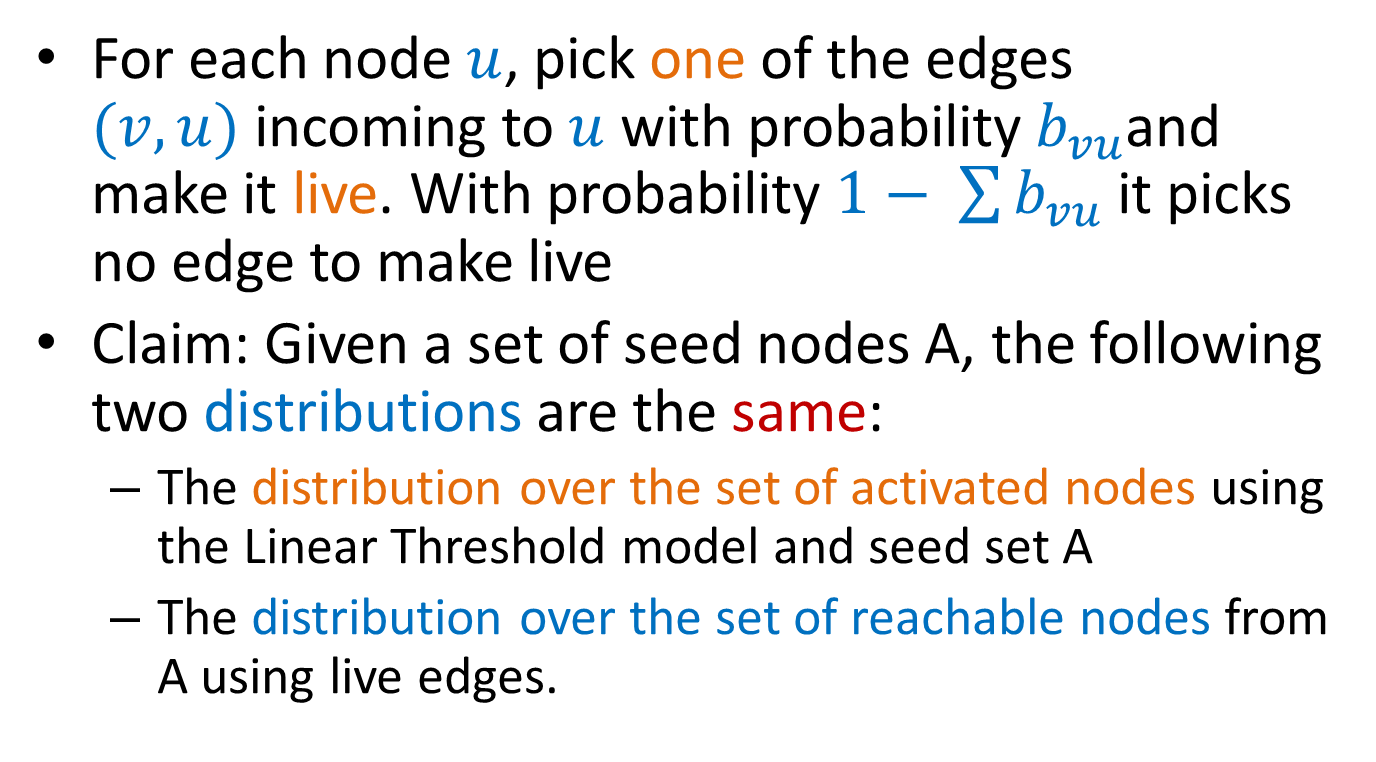 • For each node 𝑢, pick one of the edges
(𝑣, 𝑢) incoming to 𝑢 with probability 𝑏𝑣𝑢and
make it live. With probability 1 − ∑ 𝑏𝑣𝑢 it picks
no edge to make live
• Claim: Given a set of seed nodes A, the following
two distributions are the same:
– The distribution over the set of activated nodes using
the Linear Threshold model and seed set A
– The distribution over the set of reachable nodes from
A using live edges.